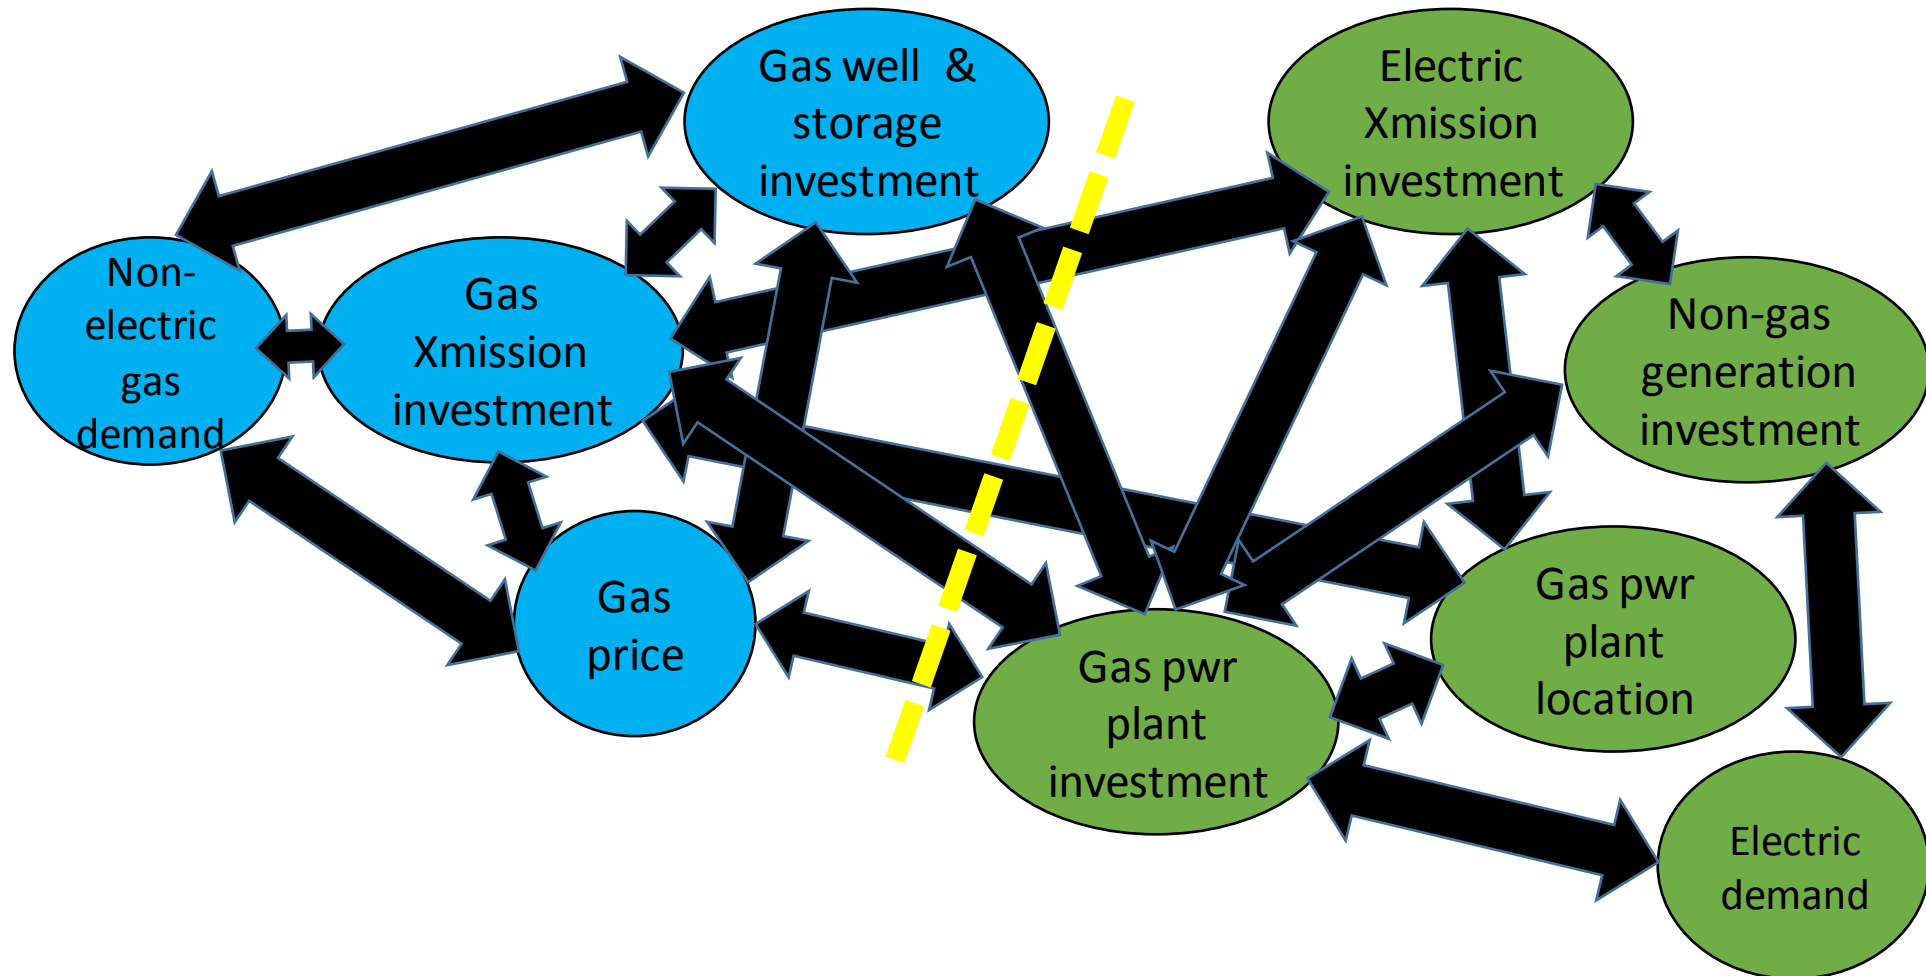 Gas well  &
storage
investment
Electric
Xmission
investment
Non-
electric
gas
demand
Gas
Xmission
investment
Non-gas
generation
investment
Gas
price
Gas pwr
plant
investment
Gas pwr
plant
location
Electric
demand